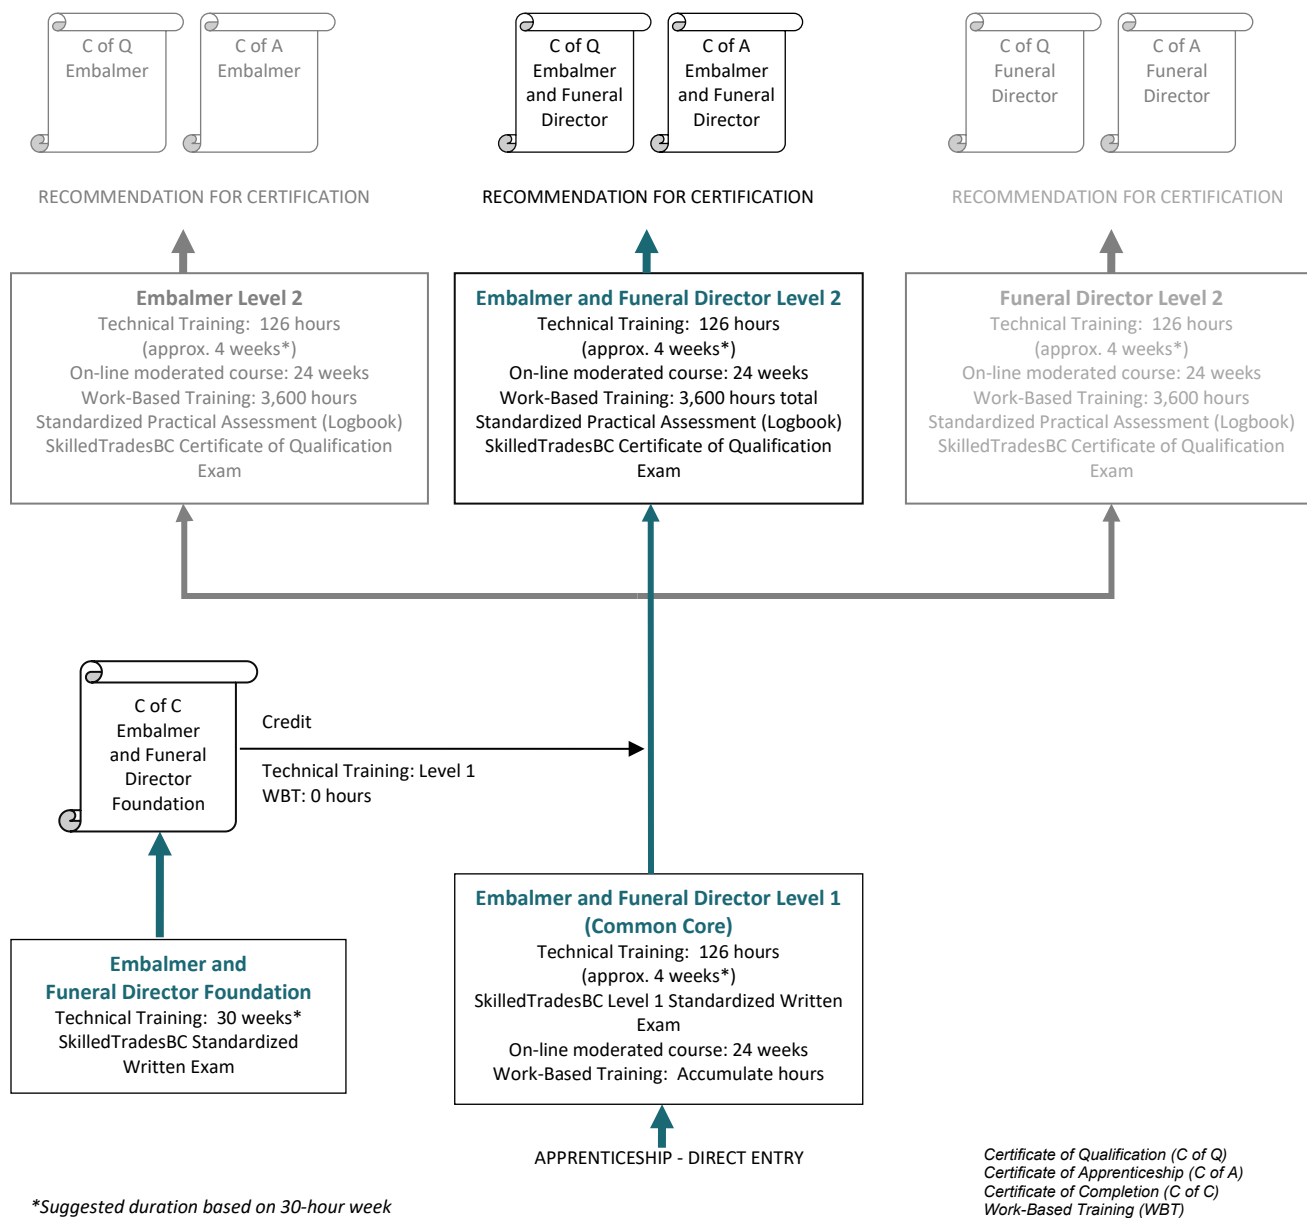 C of Q
Embalmer
C of A
Embalmer
C of Q
Embalmer
and Funeral
Director
C of A
Embalmer
and Funeral
Director
C of Q
Funeral
Director
C of A
Funeral
Director
RECOMMENDATION FOR CERTIFICATION
RECOMMENDATION FOR CERTIFICATION
RECOMMENDATION FOR CERTIFICATION
Embalmer Level 2
Technical Training: 126 hours
(approx. 4 weeks*)
On-line moderated course: 24 weeks
Work-Based Training: 3,600 hours
Standardized Practical Assessment (Logbook)
SkilledTradesBC Certificate of Qualification
Exam
Embalmer and Funeral Director Level 2
Technical Training: 126 hours
(approx. 4 weeks*)
On-line moderated course: 24 weeks
Work-Based Training: 3,600 hours total
Standardized Practical Assessment (Logbook)
SkilledTradesBC Certificate of Qualification
Exam
Funeral Director Level 2
Technical Training: 126 hours
(approx. 4 weeks*)
On-line moderated course: 24 weeks
Work-Based Training: 3,600 hours
Standardized Practical Assessment (Logbook)
SkilledTradesBC Certificate of Qualification
Exam
C of C
Embalmer
and Funeral
Director
Foundation
Credit
Technical Training: Level 1
WBT: 0 hours
Embalmer and
Funeral Director Foundation
Technical Training: 30 weeks*
SkilledTradesBC Standardized
Written Exam
Embalmer and Funeral Director Level 1
(Common Core)
Technical Training: 126 hours
(approx. 4 weeks*)
SkilledTradesBC Level 1 Standardized Written
Exam
On-line moderated course: 24 weeks
Work-Based Training: Accumulate hours
APPRENTICESHIP - DIRECT ENTRY
*Suggested duration based on 30-hour week
Certificate of Qualification (C of Q)
Certificate of Apprenticeship (C of A)
Certificate of Completion (C of C)
Work-Based Training (WBT)